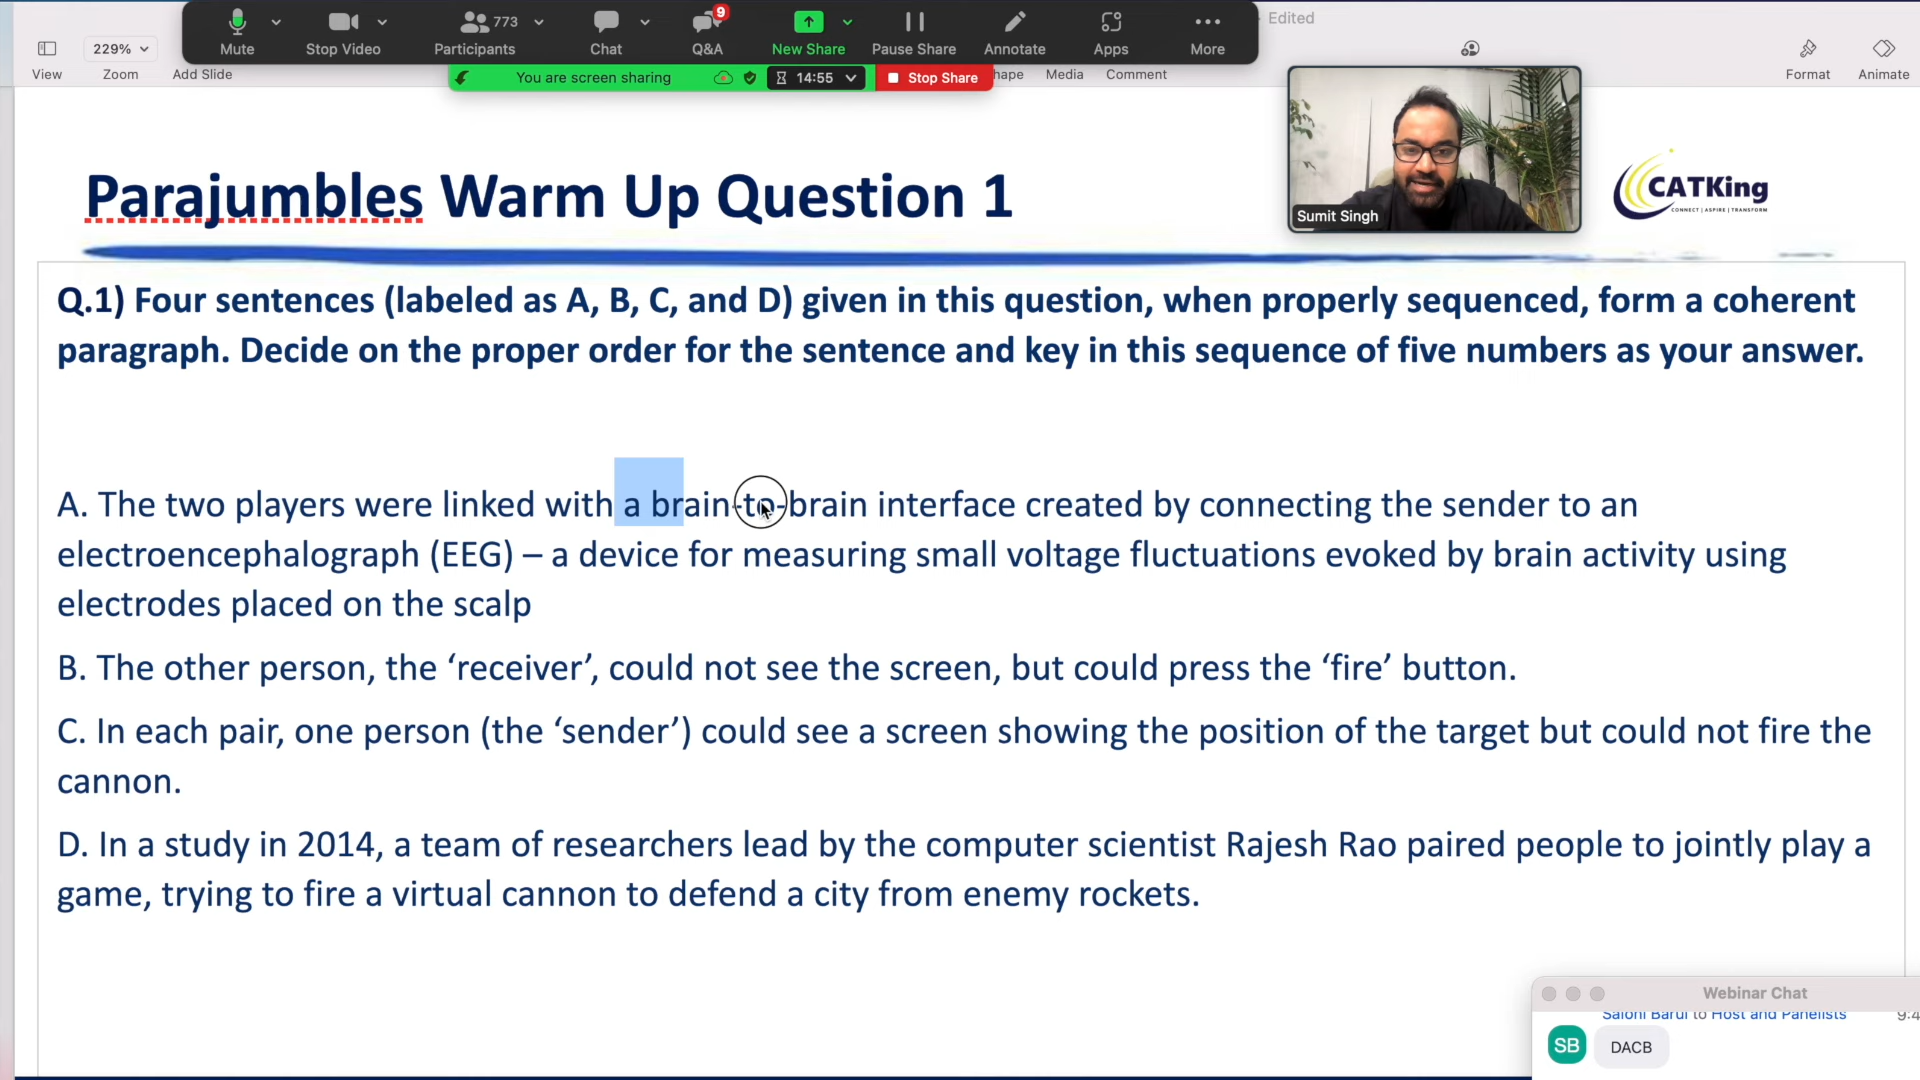 773
9
Edited
229%
Mute
Stop Video
Participants
Chat
Q&A
New Share
Pause Share
Annotate
Apps
More
View
Zoom
Add Slide
You are screen sharing
14:55
Stop Share
hape
Media
Comment
Format
Animate
Parajumbles Warm Up Question 1
Sumit Singh
CATKing
CONNECT | ASPIRE | TRANSFORM
Q.1) Four sentences (labeled as A, B, C, and D) given in this question, when properly sequenced, form a coherent
paragraph. Decide on the proper order for the sentence and key in this sequence of five numbers as your answer.
A. The two players were linked with a brain-to-brain interface created by connecting the sender to an
electroencephalograph (EEG) – a device for measuring small voltage fluctuations evoked by brain activity using
electrodes placed on the scalp
B. The other person, the ‘receiver’, could not see the screen, but could press the ‘fire’ button.
C. In each pair, one person (the ‘sender’) could see a screen showing the position of the target but could not fire the
cannon.
D. In a study in 2014, a team of researchers lead by the computer scientist Rajesh Rao paired people to jointly play a
game, trying to fire a virtual cannon to defend a city from enemy rockets.
Webinar Chat
Saloni Barui to Host and Panelists
9:4
SB
DACB